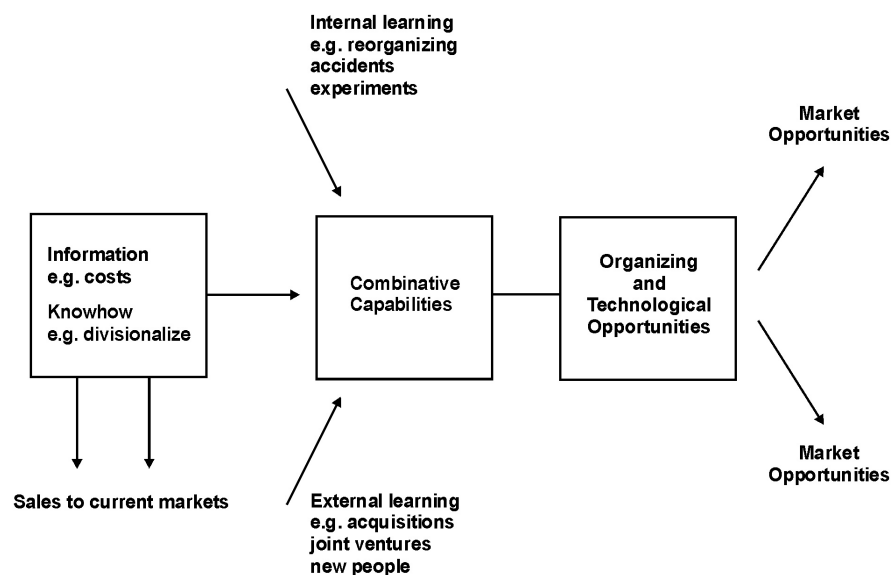 Internal learning
e.g. reorganizing
accidents
experiments
Market
Opportunities
Information
e.g. costs
Knowhow
e.g. divisionalize
Combinative
Capabilities
Organizing
and
Technological
Opportunities
Market
Opportunities
Sales to current markets
External learning
e.g. acquisitions
joint ventures
new people